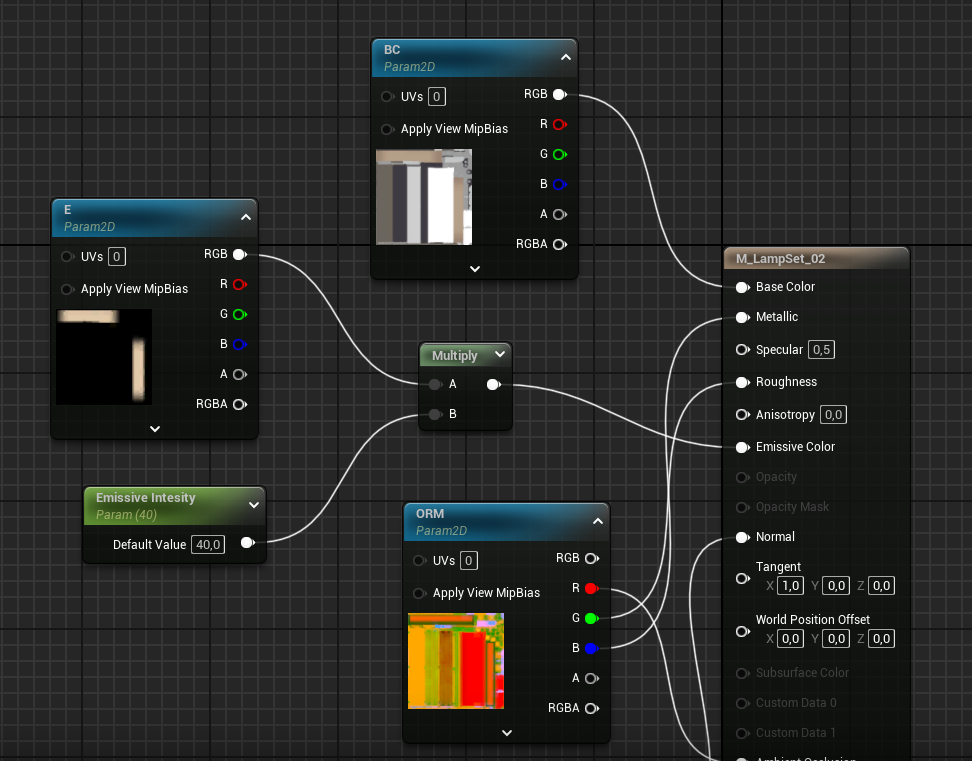 BC
Param2D
UVs 0
Apply View MipBias
RGB
R
G
B
A
RGBA
E
Param2D
UVs 0
Apply View MipBias
RGB
R
G
B
A
RGBA
Multiply
A
B
Emissive Intesity
Param (40)
Default Value 40,0
ORM
Param2D
UVs 0
Apply View MipBias
RGB
R
G
B
A
RGBA
M_LampSet_02
Base Color
Metallic
Specular 0,5
Roughness
Anisotropy 0,0
Emissive Color
Opacity
Opacity Mask
Normal
Tangent
X 1,0 Y 0,0 Z 0,0
World Position Offset
X 0,0 Y 0,0 Z 0,0
Subsurface Color
Custom Data 0
Custom Data 1
Ambient Occlusion